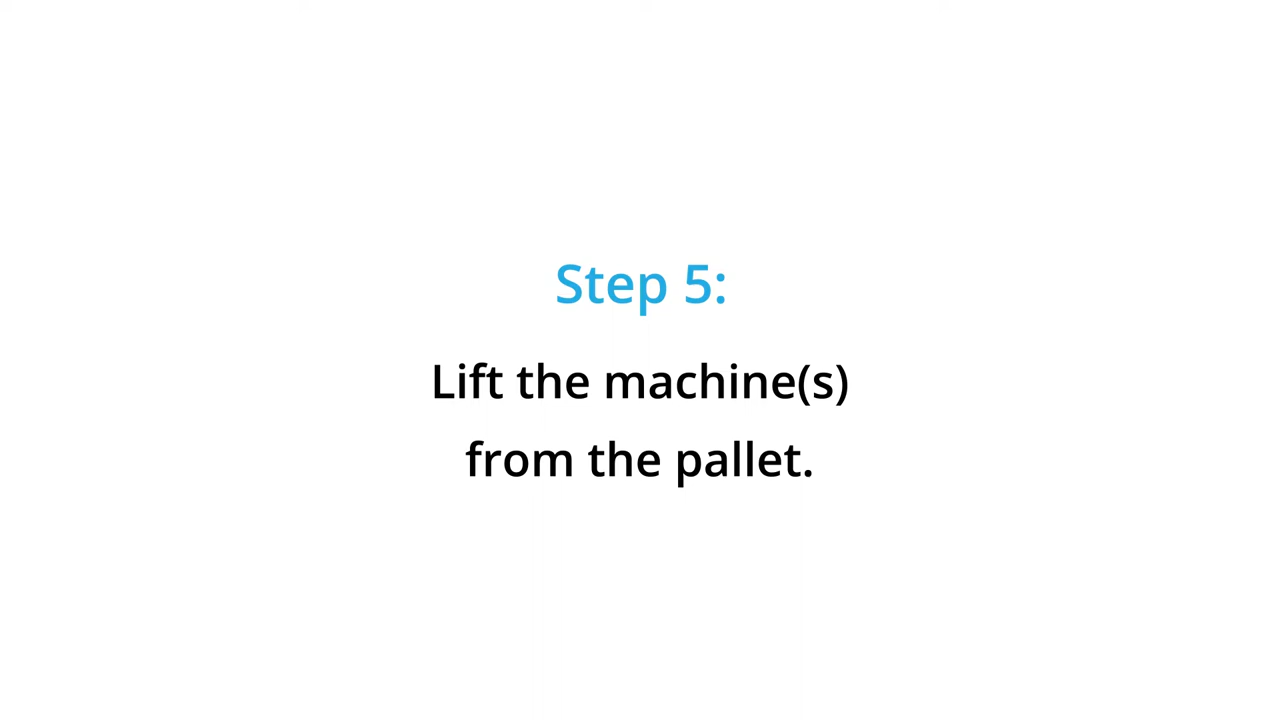 Step 5:
Lift the machine(s)
from the pallet.